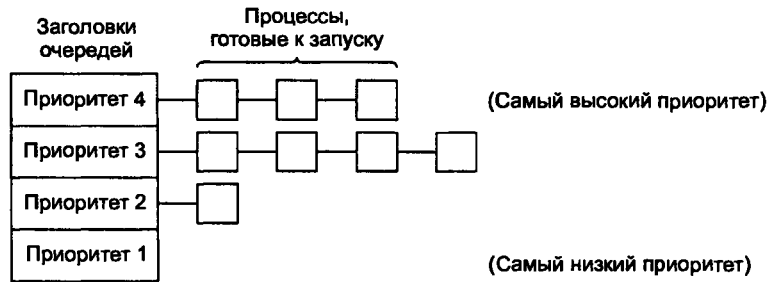 Заголовки
очередей
Процессы,
готовые к запуску
Приоритет 4
(Самый высокий приоритет)
Приоритет 3
Приоритет 2
Приоритет 1
(Самый низкий приоритет)